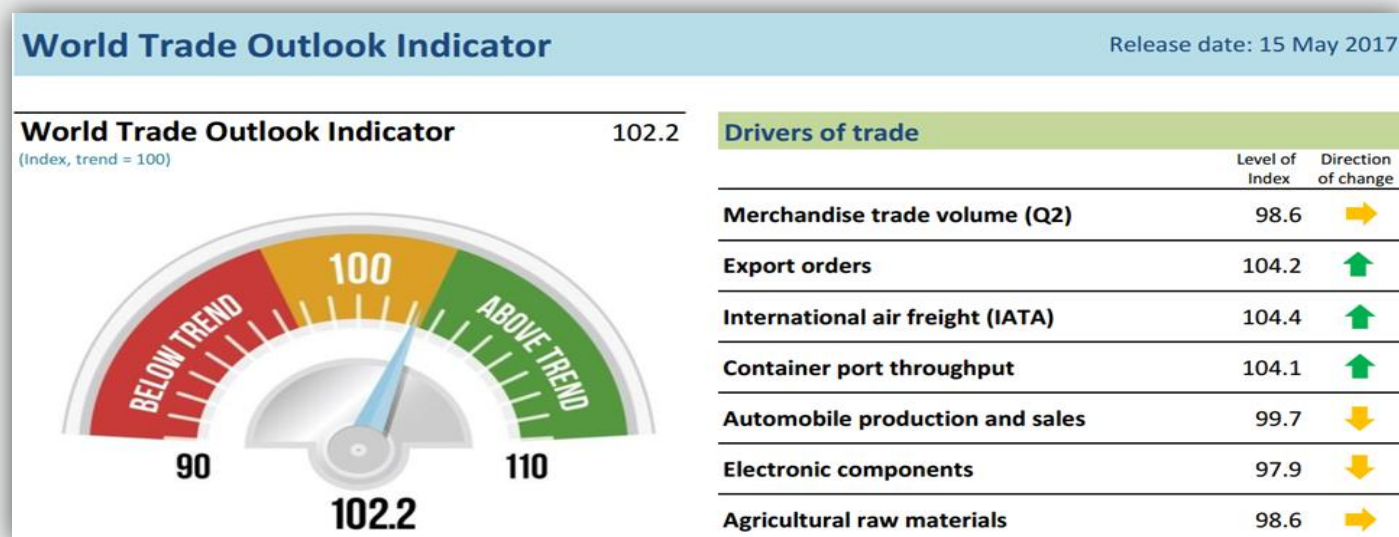 World Trade Outlook Indicator
Release date: 15 May 2017
World Trade Outlook Indicator 102.2
(Index, trend = 100)
BELOW TREND
100
ABOVE TREND
90
110
102.2
Drivers of trade
Level of Index
Direction of change
Merchandise trade volume (Q2) 98.6
Export orders 104.2
International air freight (IATA) 104.4
Container port throughput 104.1
Automobile production and sales 99.7
Electronic components 97.9
Agricultural raw materials 98.6